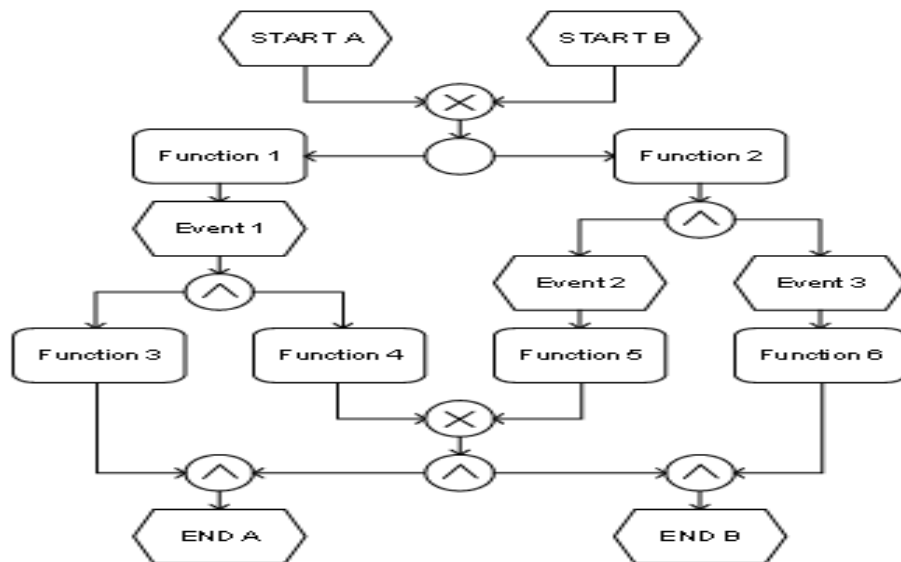 START A
START B
Function 1
Function 2
Event 1
Event 2
Event 3
Function 3
Function 4
Function 5
Function 6
END A
END B